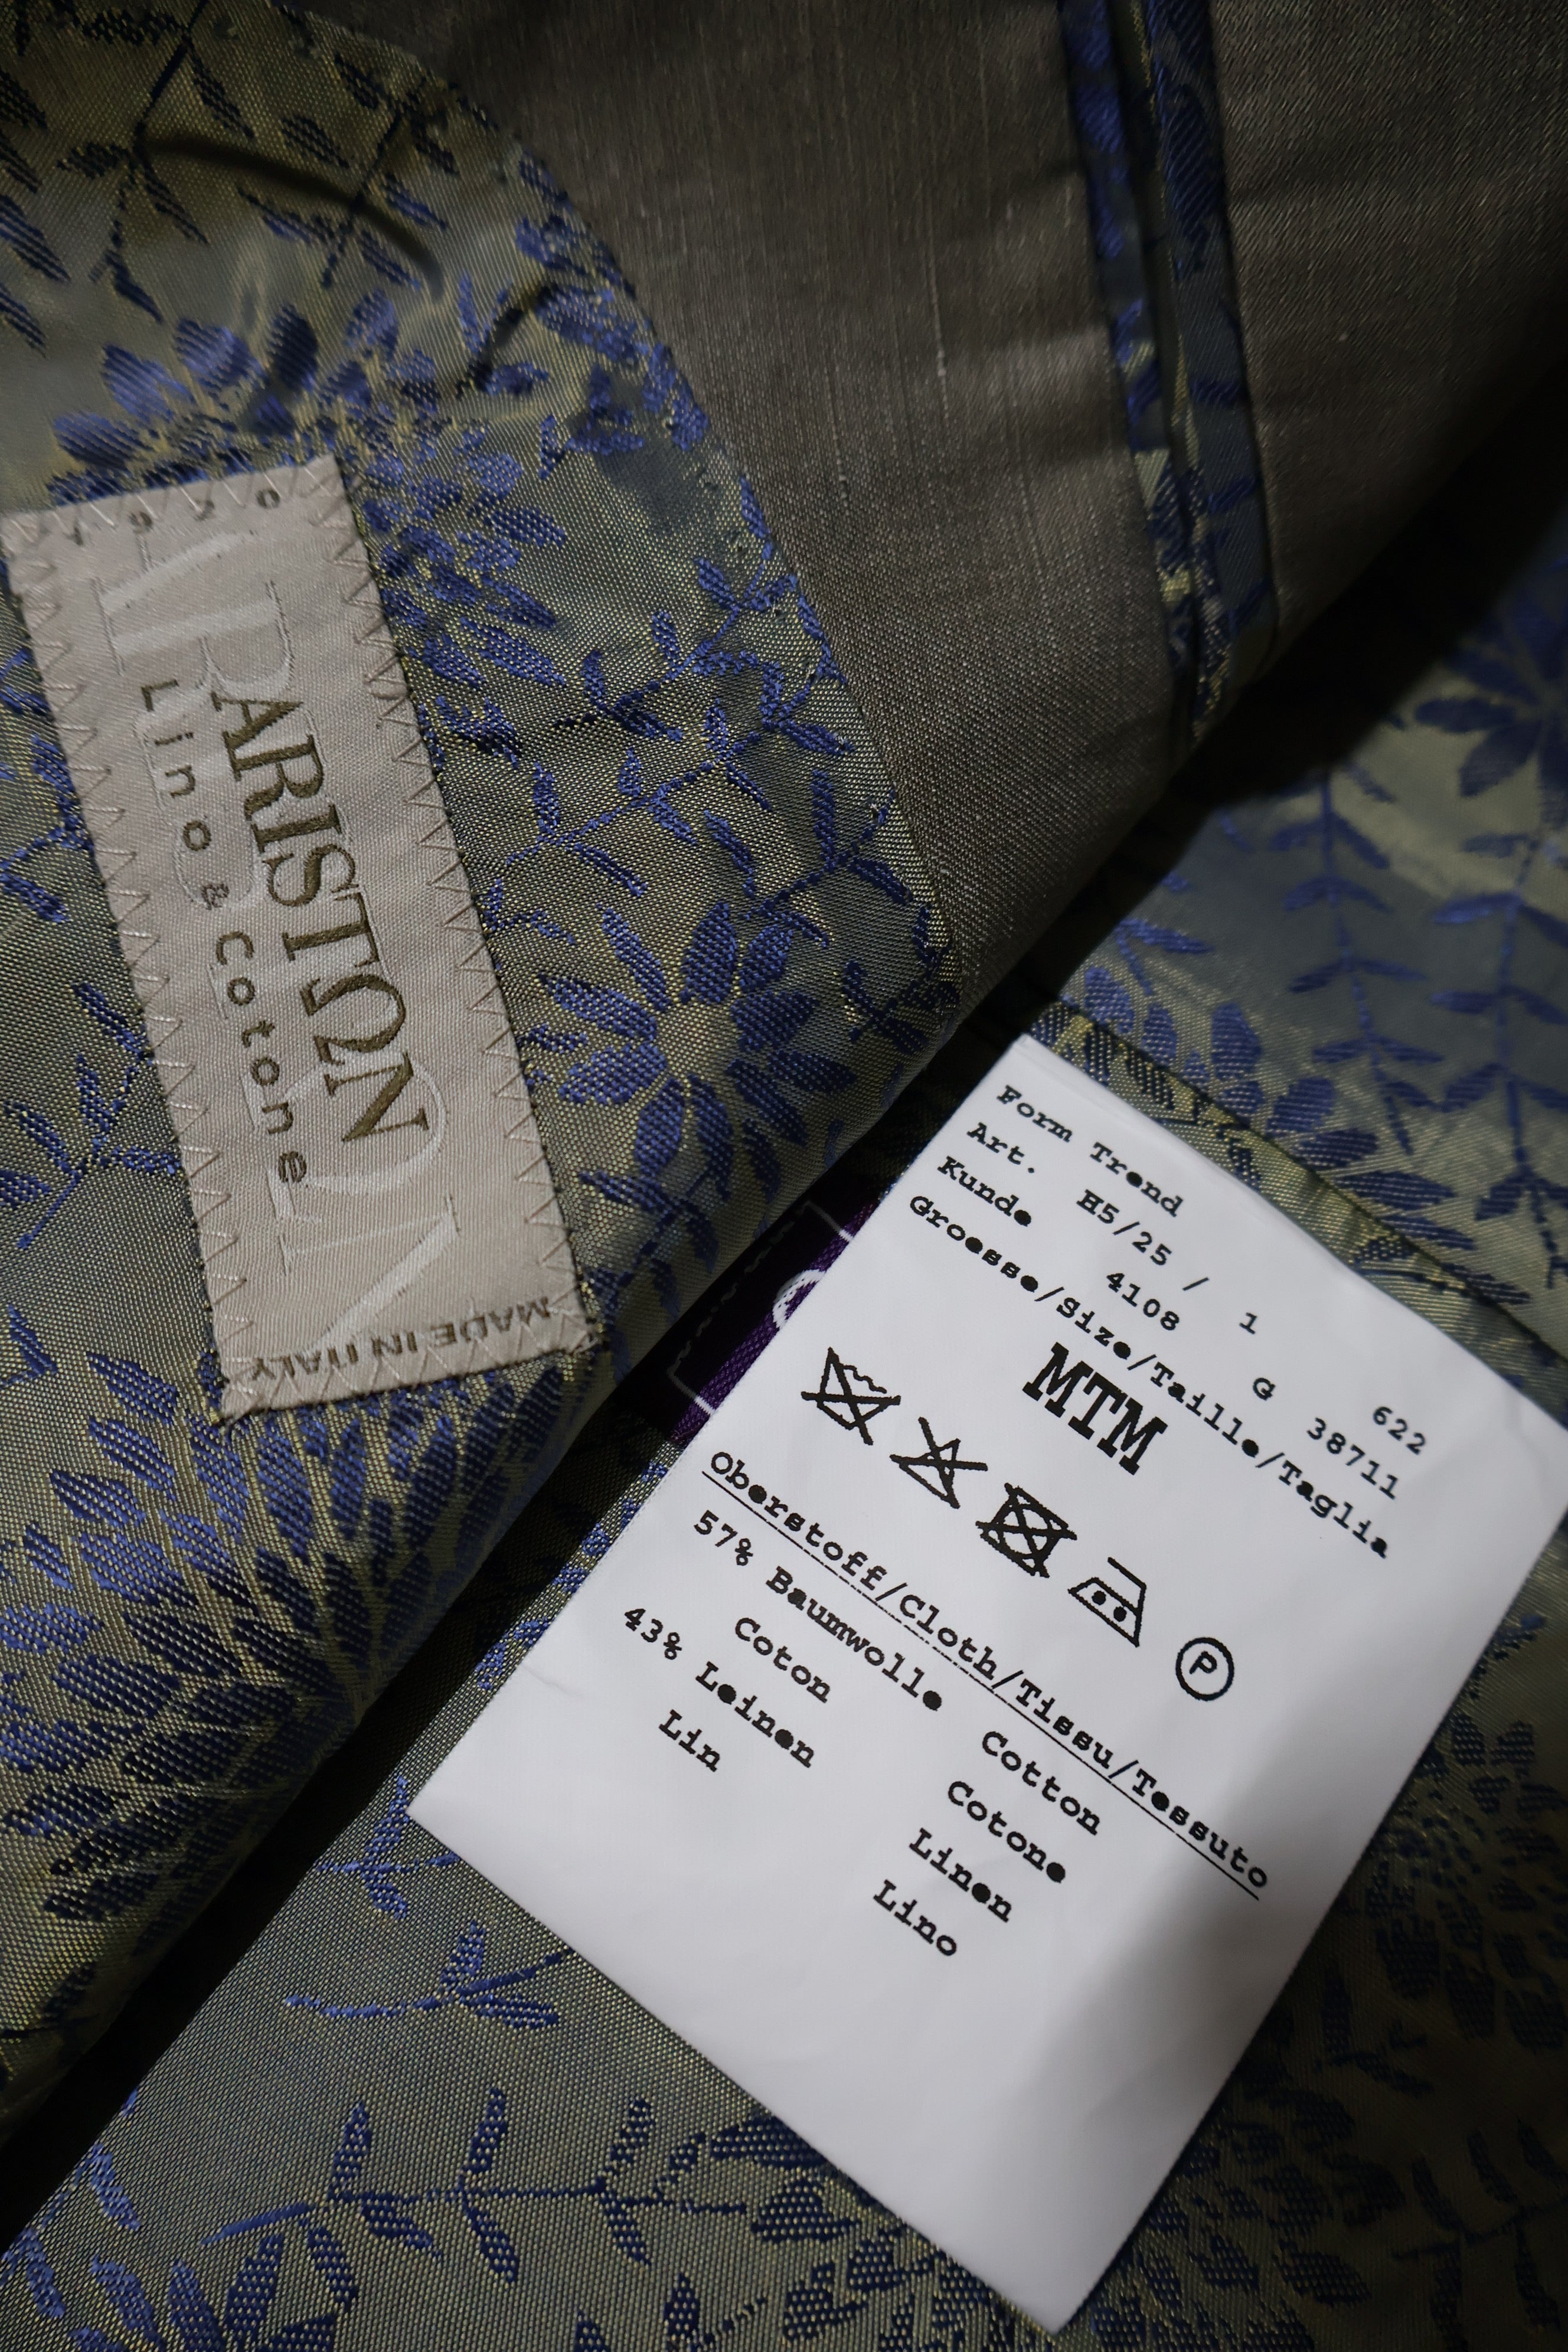 1920
ARISTON
Lino & Cotone
MADE IN ITALY
Form Trend
Art. H5/25 / 1 622
Kunde 4108 G 38711
Groesse/Size/Taille/Taglia
MTM
P
Oberstoff/Cloth/Tissu/Tessuto
57% Baumwolle Cotton
Coton Cotone
43% Leinen Linen
Lin Lino